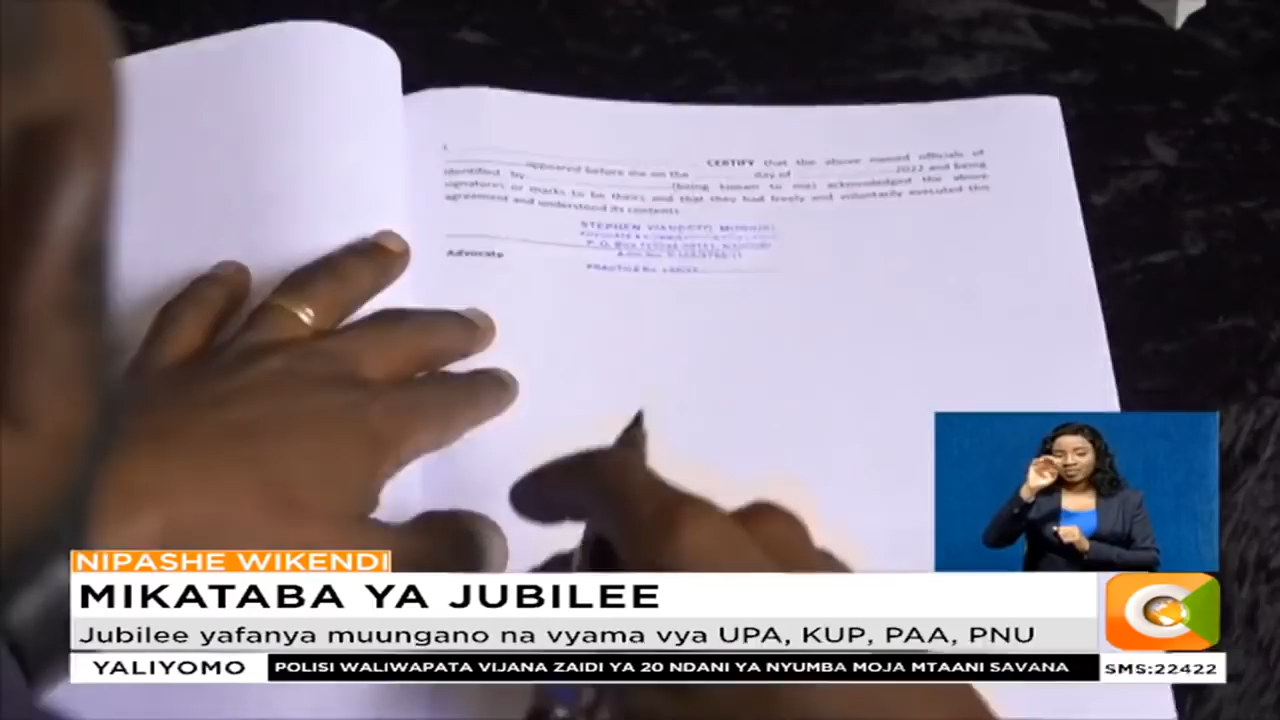 CERTIFY that the above named officials of
appeared before me on the day of 2022 and being
identified by (being known to me) acknowledged the above
signatures or marks to be theirs and that they had freely and voluntarily executed this
agreement and understood its contents
STEPHEN
P. O. Box
Advocate
NIPASHE WIKENDI
MIKATABA YA JUBILEE
Jubilee yafanya muungano na vyama vya UPA, KUP, PAA, PNU
YALIYOMO POLISI WALIWAPATA VIJANA ZAIDI YA 20 NDANI YA NYUMBA MOJA MTAANI SAVANA SMS:22422